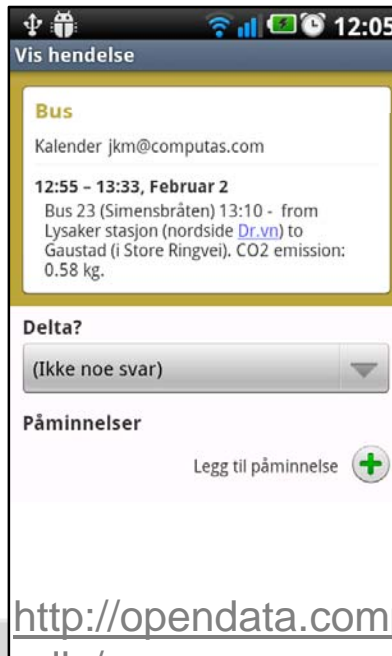 12:05
Vis hendelse
Bus
Kalender jkm@computas.com
12:55 – 13:33, Februar 2
Bus 23 (Simensbråten) 13:10 - from
Lysaker stasjon (nordside Dr.vn) to
Gaustad (i Store Ringvei). CO2 emission:
0.58 kg.
Delta?
(Ikke noe svar)
Påminnelser
Legg til påminnelse
http://opendata.com